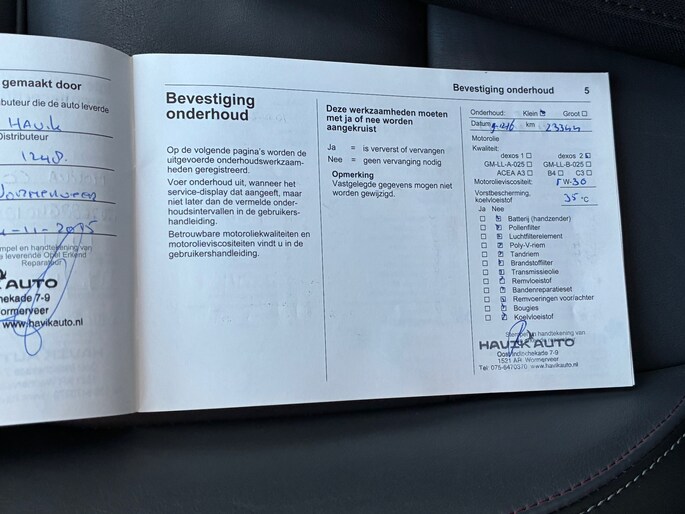 gemaakt door
buteur die de auto leverde
HAVIK
Distributeur
1248.
WORMERVEER
-11-2015
empel en handtekening van
e leverende Opel Erkend
Reparateur
AUTO
ekade 7-9
ormerveer
www.havikauto.nl
Bevestiging
onderhoud
Op de volgende pagina's worden de
uitgevoerde onderhoudswerkzaam-
heden geregistreerd.
Voer onderhoud uit, wanneer het
service-display dat aangeeft, maar
niet later dan de vermelde onder-
houdsintervallen in de gebruikers-
handleiding.
Betrouwbare motoroliekwaliteiten en
motorolieviscositeiten vindt u in de
gebruikershandleiding.
Deze werkzaamheden moeten
met ja of nee worden
aangekruist
Ja = is ververst of vervangen
Nee = geen vervanging nodig
Opmerking
Vastgelegde gegevens mogen niet
worden gewijzigd.
Bevestiging onderhoud 5
Onderhoud: Klein Groot
Datum km 23344
Motorolie
Kwaliteit:
dexos 1 dexos 2
GM-LL-A-025 GM-LL-B-025
ACEA A3 B4 C3
Motorolieviscositeit: 5 W-30
Vorstbescherming,
koelvloeistof 35 °C
Ja Nee
Batterij (handzender)
Pollenfilter
Luchtfilterelement
Poly-V-riem
Tandriem
Brandstoffilter
Transmissieolie
Remvloeistof
Bandenreparatieset
Remvoeringen voor/achter
Bougies
Koelvloeistof
Stempel en handtekening van
HAVIK AUTO
Oostindischekade 7-9
1521 AR Wormerveer
Tel: 075-6470370 www.havikauto.nl